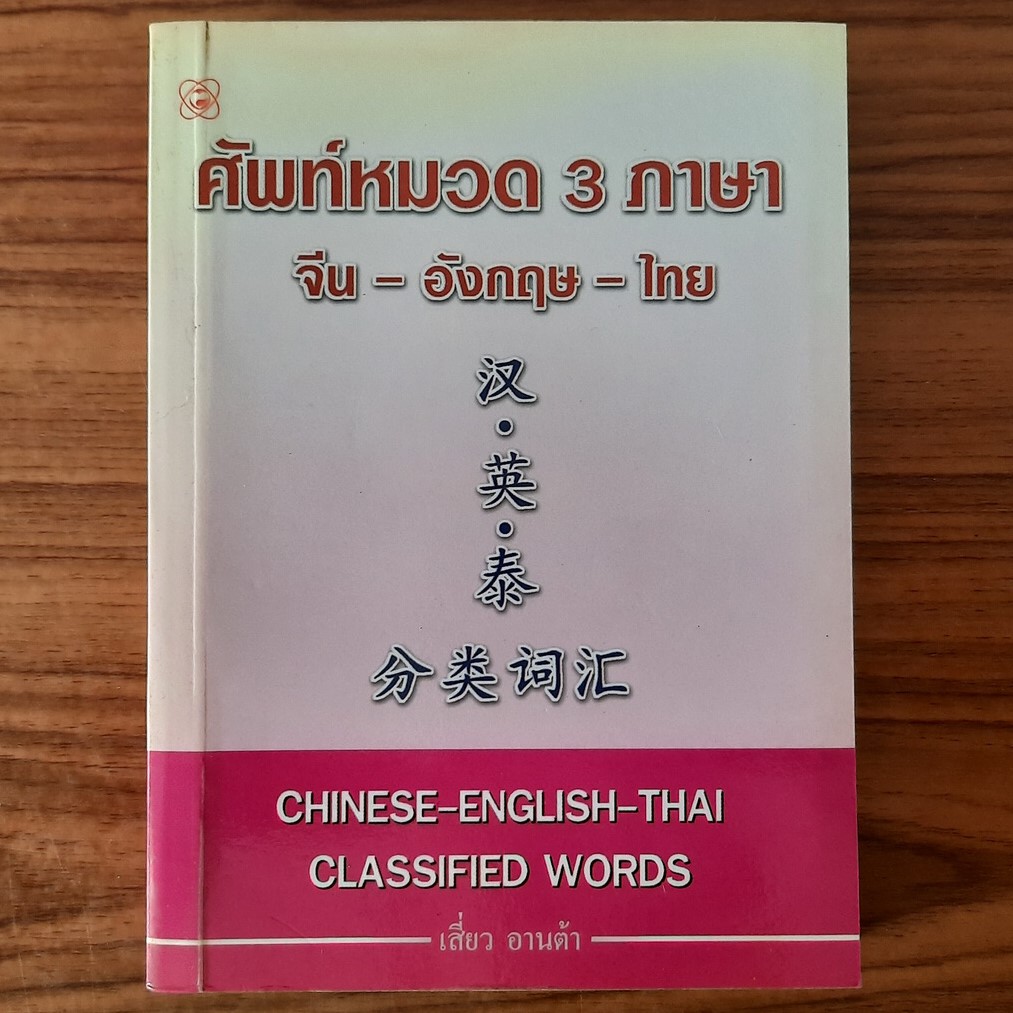 ศัพท์หมวด 3 ภาษา
จีน - อังกฤษ - ไทย
汉
·
英
·
泰
分类词汇
CHINESE-ENGLISH-THAI
CLASSIFIED WORDS
เสี่ยว อานต้า